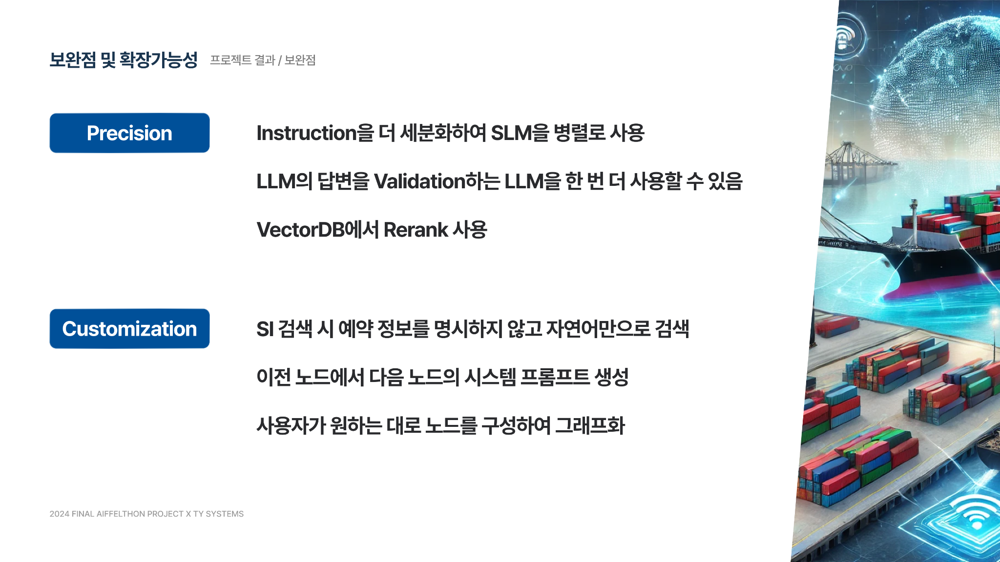 보완점 및 확장가능성 프로젝트 결과 / 보완점
Precision
Instruction을 더 세분화하여 SLM을 병렬로 사용
LLM의 답변을 Validation하는 LLM을 한 번 더 사용할 수 있음
VectorDB에서 Rerank 사용
Customization
SI 검색 시 예약 정보를 명시하지 않고 자연어만으로 검색
이전 노드에서 다음 노드의 시스템 프롬프트 생성
사용자가 원하는 대로 노드를 구성하여 그래프화
2024 FINAL AIFFELTHON PROJECT X TY SYSTEMS